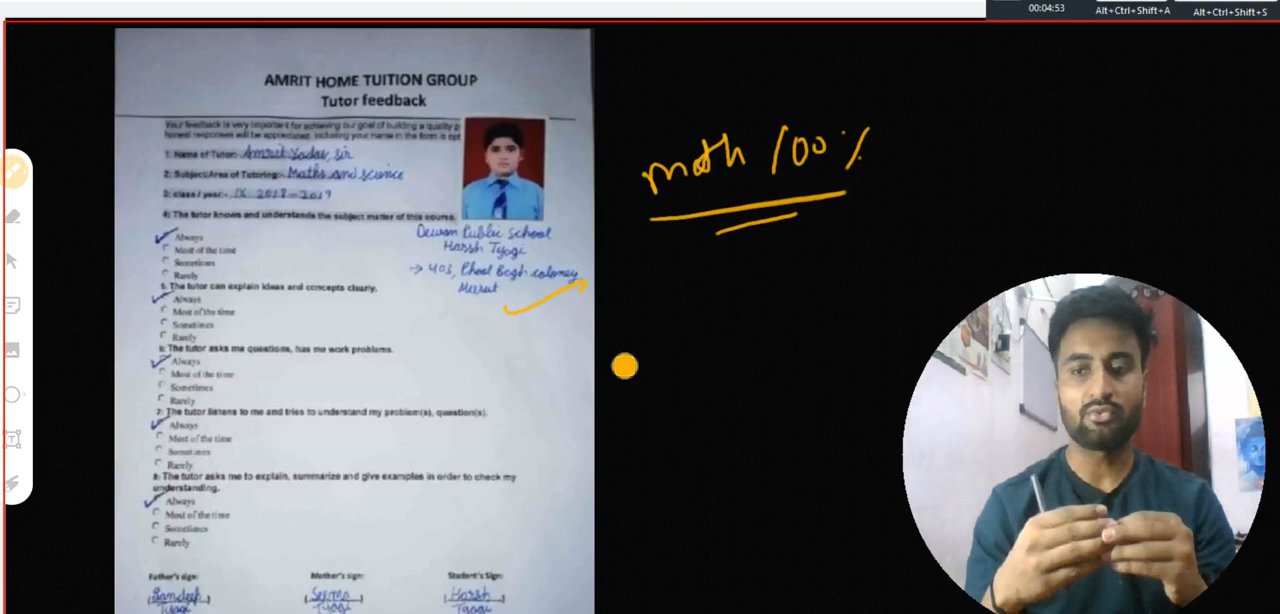 00:04:53
Alt+Ctrl+Shift+A
Alt+Ctrl+Shift+S
AMRIT HOME TUITION GROUP
Tutor feedback
Your feedback is very important for achieving our goal of building a quality p
honest responses will be appreciated. Including your name in the form is opt
1: Name of Tutor:- Amrit Yadav sir
2: Subject/Area of Tutoring:- Maths and science
3: class / year:- IX 2018-2019
4: The tutor knows and understands the subject matter of this course.
Always
Most of the time
Sometimes
Rarely
Dewan Public School
Harsh Tyagi
→ 403, Phool Bagh colony
Meerut
5. The tutor can explain ideas and concepts clearly.
Always
Most of the time
Sometimes
Rarely
6: The tutor asks me questions, has me work problems.
Always
Most of the time
Sometimes
Rarely
7: The tutor listens to me and tries to understand my problem(s), question(s).
Always
Most of the time
Sometimes
Rarely
8: The tutor asks me to explain, summarize and give examples in order to check my
understanding.
Always
Most of the time
Sometimes
Rarely
Father's sign: Mother's sign: Student's Sign:
(Sandeep) (Seema) (Harsh)
Tyagi Tyagi Tyagi
math 100%